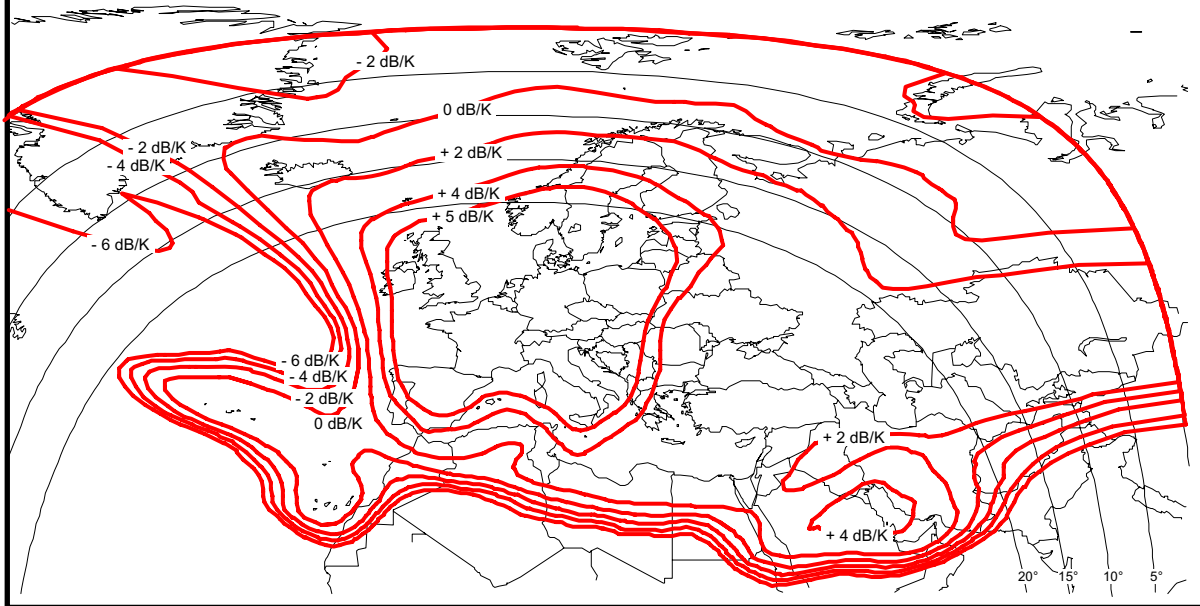 - 2 dB/K
0 dB/K
- 2 dB/K
+ 2 dB/K
- 4 dB/K
+ 4 dB/K
+ 5 dB/K
- 6 dB/K
- 6 dB/K
- 4 dB/K
- 2 dB/K
0 dB/K
+ 2 dB/K
+ 4 dB/K
20° 15° 10° 5°